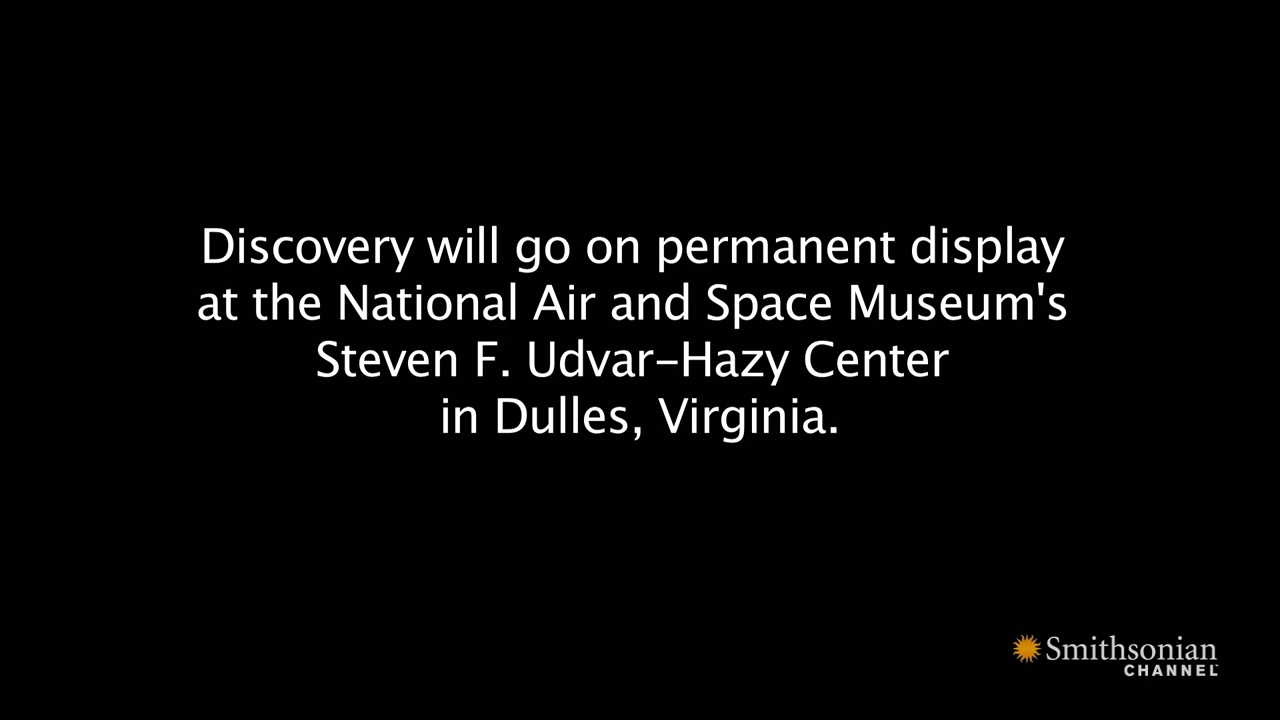 Discovery will go on permanent display
at the National Air and Space Museum's
Steven F. Udvar-Hazy Center
in Dulles, Virginia.
Smithsonian
CHANNEL